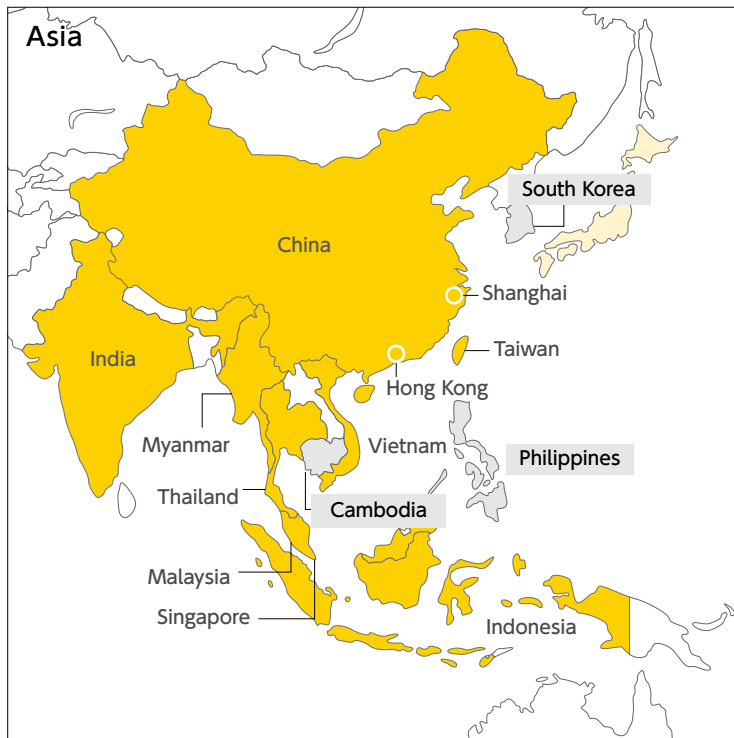 Asia
South Korea
China
Shanghai
India
Taiwan
Hong Kong
Myanmar
Vietnam
Philippines
Thailand
Cambodia
Malaysia
Singapore
Indonesia